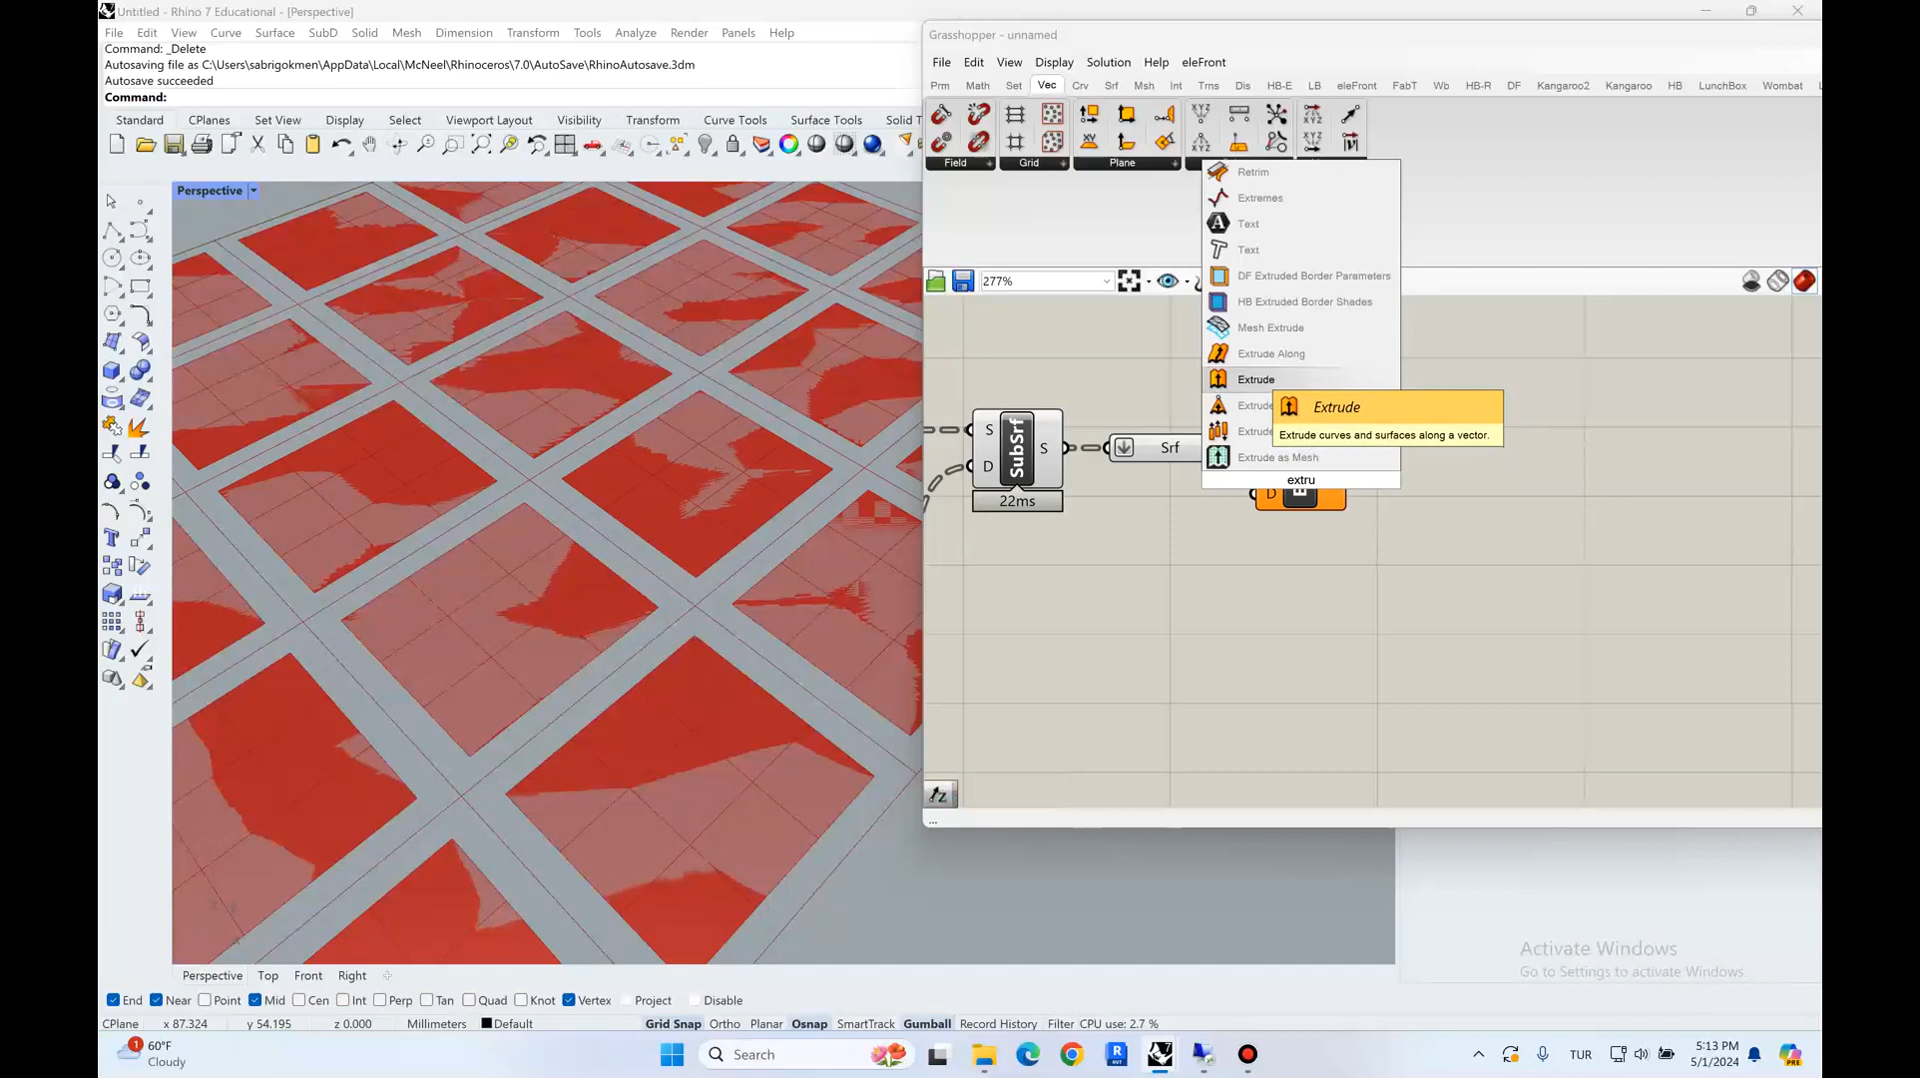 Untitled - Rhino 7 Educational - [Perspective]
File Edit View Curve Surface SubD Solid Mesh Dimension Transform Tools Analyze Render Panels Help
Command: _Delete
Autosaving file as C:\Users\sabrigokmen\AppData\Local\McNeel\Rhinoceros\7.0\AutoSave\RhinoAutosave.3dm
Autosave succeeded
Command:
Standard CPlanes Set View Display Select Viewport Layout Visibility Transform Curve Tools Surface Tools Solid T
Perspective
Grasshopper - unnamed
File Edit View Display Solution Help eleFront
Prm Math Set Vec Crv Srf Msh Int Trns Dis HB-E LB eleFront FabT Wb HB-R DF Kangaroo2 Kangaroo HB LunchBox Wombat
Field Grid Plane
277%
Retrim
Extremes
Text
Text
DF Extruded Border Parameters
HB Extruded Border Shades
Mesh Extrude
Extrude Along
Extrude
Extrude
Extrude
Extrude as Mesh
extru
Extrude
Extrude curves and surfaces along a vector.
S
D
SubSrf
S
22ms
Srf
D
...
Perspective Top Front Right
End Near Point Mid Cen Int Perp Tan Quad Knot Vertex Project Disable
CPlane x 87.324 y 54.195 z 0.000 Millimeters Default Grid Snap Ortho Planar Osnap SmartTrack Gumball Record History Filter CPU use: 2.7 %
Activate Windows
Go to Settings to activate Windows.
1
60°F
Cloudy
Search
TUR
5:13 PM
5/1/2024
PRE